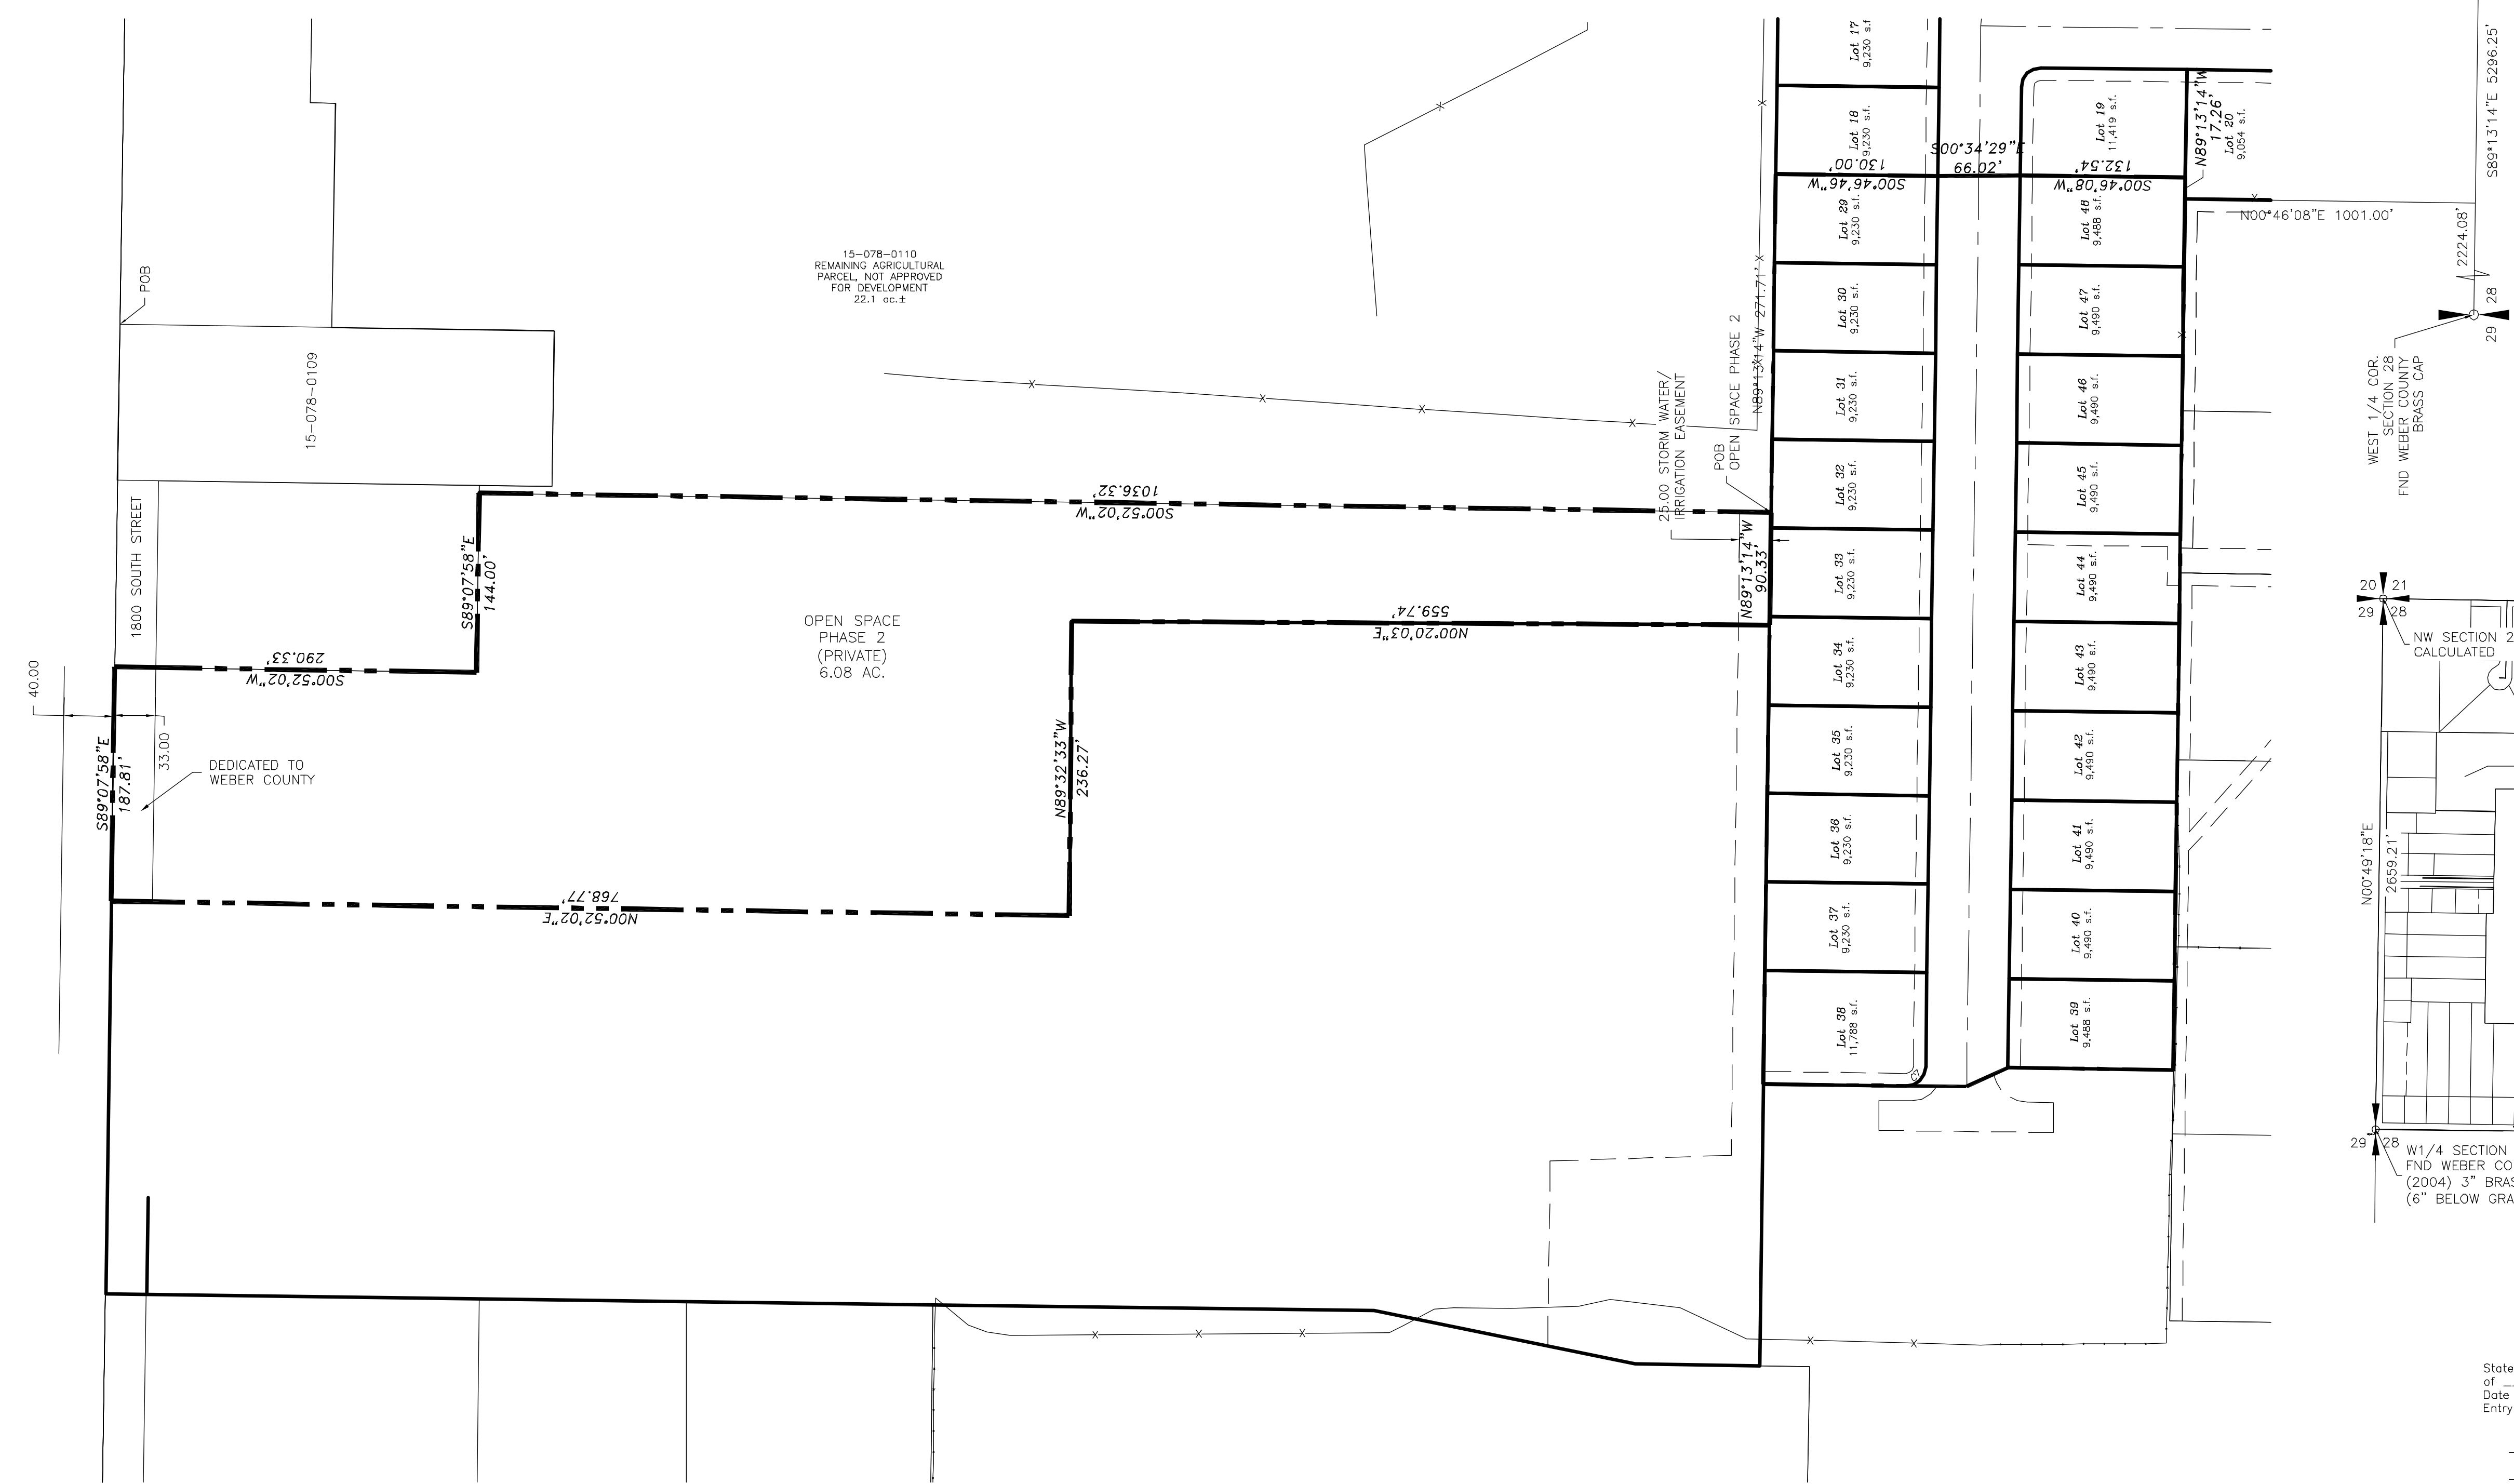 POB
15-078-0109
1800 SOUTH STREET
40.00
33.00
S89°07'58"E
187.81'
DEDICATED TO
WEBER COUNTY
290.33'
S00°52'02"W
S89°07'58"E
144.00'
1036.32'
S00°52'02"W
15-078-0110
REMAINING AGRICULTURAL
PARCEL, NOT APPROVED
FOR DEVELOPMENT
22.1 ac.±
OPEN SPACE
PHASE 2
(PRIVATE)
6.08 AC.
768.77'
N00°52'02"E
N89°32'33"W
236.27'
559.74'
N00°20'03"E
N89°13'14"W
90.33'
25.00 STORM WATER/
IRRIGATION EASEMENT
POB
OPEN SPACE PHASE 2
N89°13'14"W 271.71'
Lot 17
9,230 s.f
Lot 18
9,230 s.f.
130.00'
S00°46'46"W
S00°34'29"E
66.02'
132.54'
S00°46'08"W
Lot 19
11,419 s.f.
N89°13'14"W
17.26'
Lot 20
9,054 s.f.
N00°46'08"E 1001.00'
Lot 29
9,230 s.f.
Lot 30
9,230 s.f.
Lot 31
9,230 s.f.
Lot 32
9,230 s.f.
Lot 33
9,230 s.f.
Lot 34
9,230 s.f.
Lot 35
9,230 s.f.
Lot 36
9,230 s.f.
Lot 37
9,230 s.f.
Lot 38
11,788 s.f.
C7
Lot 48
9,488 s.f.
Lot 47
9,490 s.f.
Lot 46
9,490 s.f.
Lot 45
9,490 s.f.
Lot 44
9,490 s.f.
Lot 43
9,490 s.f.
Lot 42
9,490 s.f.
Lot 41
9,490 s.f.
Lot 40
9,490 s.f.
Lot 39
9,488 s.f.
S89°13'14"E 5296.25'
2224.08'
29 28
WEST 1/4 COR.
SECTION 28
FND WEBER COUNTY
BRASS CAP
20 21
29 28
NW SECTION 2
CALCULATED
N00°49'18"E
2659.21'
29 28
W1/4 SECTION
FND WEBER CO
(2004) 3" BRAS
(6" BELOW GRA
State
of
Date
Entry